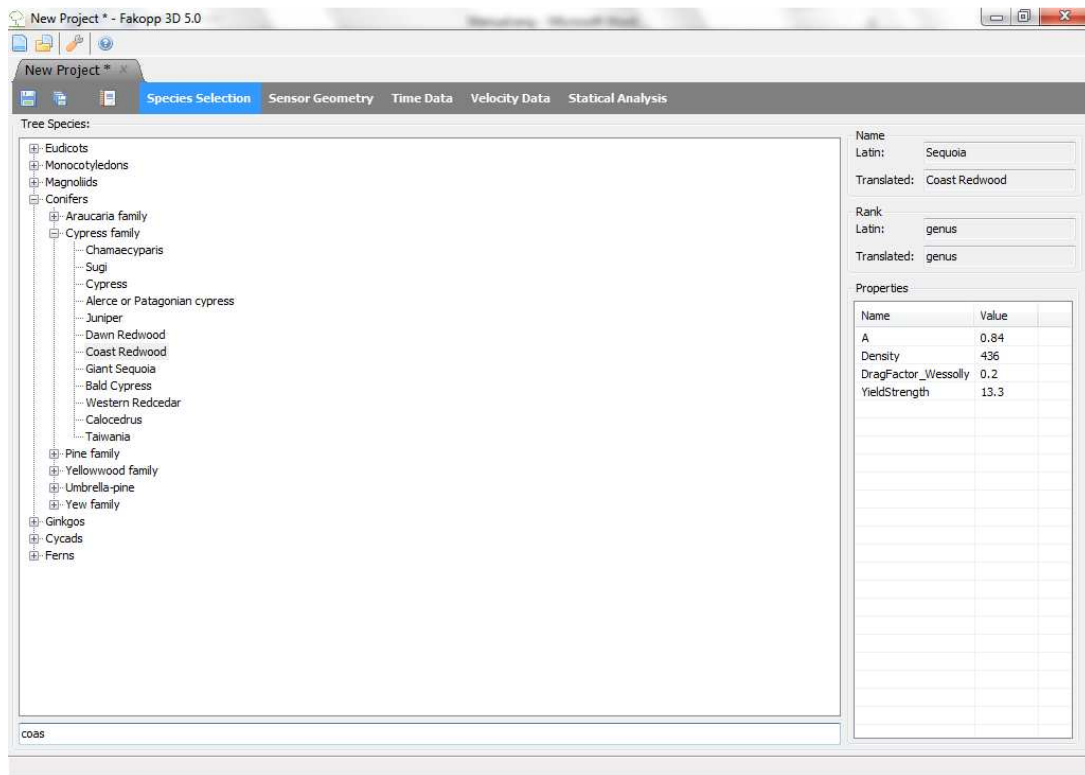 New Project * - Fakopp 3D 5.0
New Project *
Species Selection Sensor Geometry Time Data Velocity Data Statical Analysis
Tree Species:
Eudicots
Monocotyledons
Magnoliids
Conifers
Araucaria family
Cypress family
Chamaecyparis
Sugi
Cypress
Alerce or Patagonian cypress
Juniper
Dawn Redwood
Coast Redwood
Giant Sequoia
Bald Cypress
Western Redcedar
Calocedrus
Taiwania
Pine family
Yellowwood family
Umbrella-pine
Yew family
Ginkgos
Cycads
Ferns
coas
Name
Latin: Sequoia
Translated: Coast Redwood
Rank
Latin: genus
Translated: genus
Properties
Name Value
A 0.84
Density 436
DragFactor_Wessolly 0.2
YieldStrength 13.3